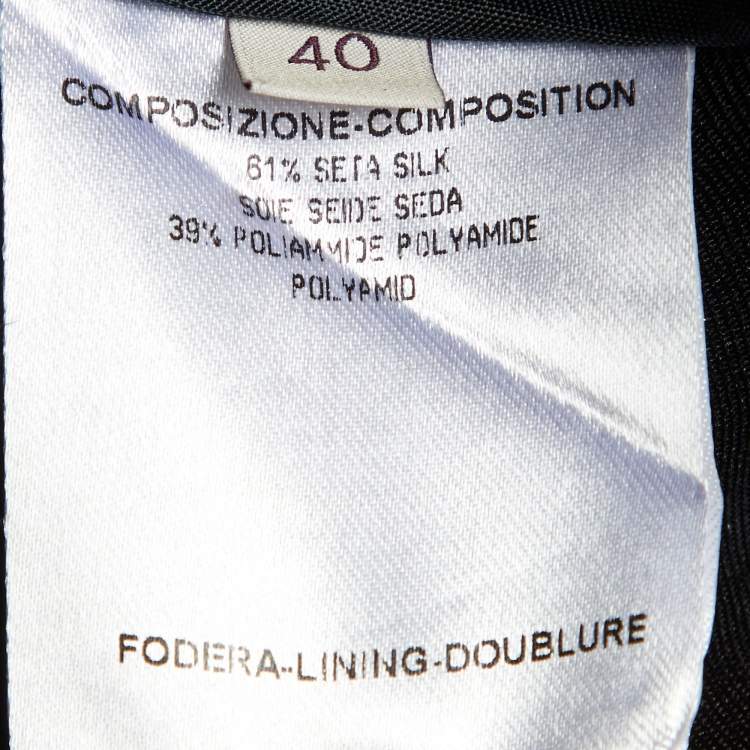 40
COMPOSIZIONE-COMPOSITION
61% SETA SILK
SOIE SEIDE SEDA
39% POLIAMMIDE POLYAMIDE
POLYAMID
FODERA-LINING-DOUBLURE